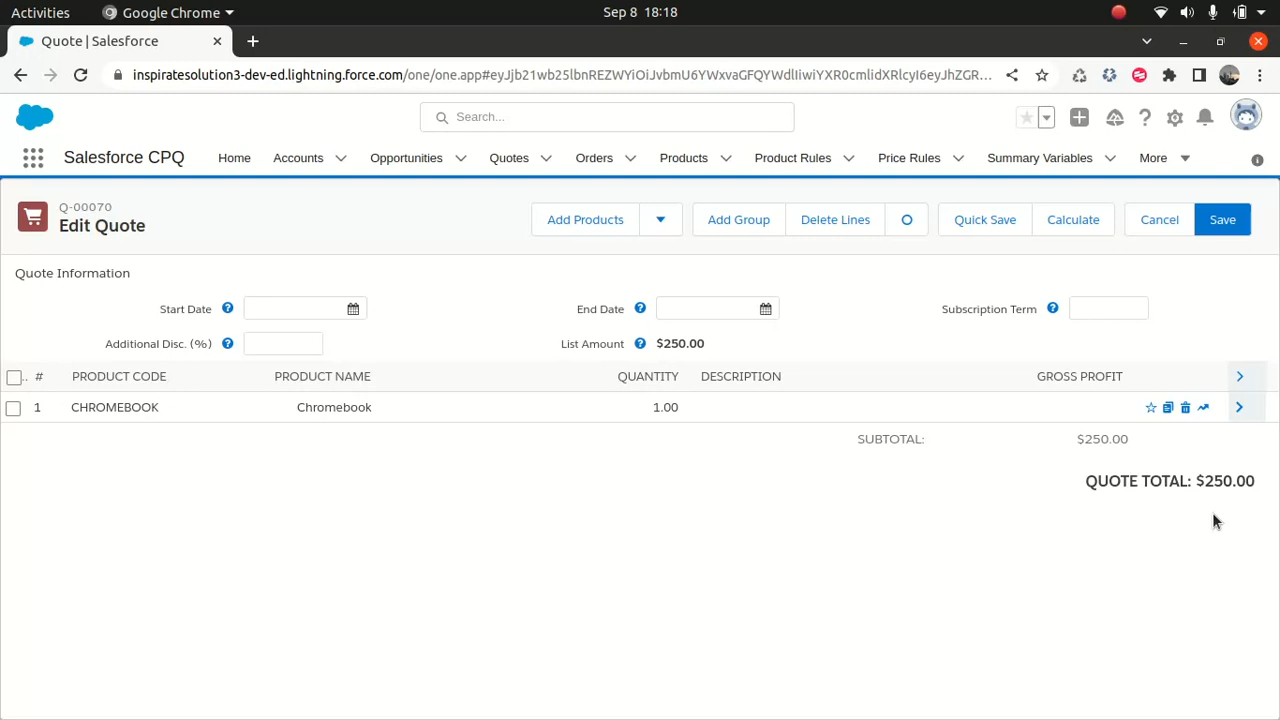 Activities Google Chrome Sep 8 18:18
Quote | Salesforce
inspiratesolution3-dev-ed.lightning.force.com/one/one.app#eyJjb21wb25lbnREZWYiOiJvbmU6YWxvaGFQYWdlIiwiYXR0cmlidXRlcyI6eyJhZGR...
Search...
Salesforce CPQ Home Accounts Opportunities Quotes Orders Products Product Rules Price Rules Summary Variables More
Q-00070
Edit Quote
Add Products Add Group Delete Lines Quick Save Calculate Cancel Save
Quote Information
Start Date End Date Subscription Term
Additional Disc. (%) List Amount $250.00
# PRODUCT CODE PRODUCT NAME QUANTITY DESCRIPTION GROSS PROFIT
1 CHROMEBOOK Chromebook 1.00
SUBTOTAL: $250.00
QUOTE TOTAL: $250.00